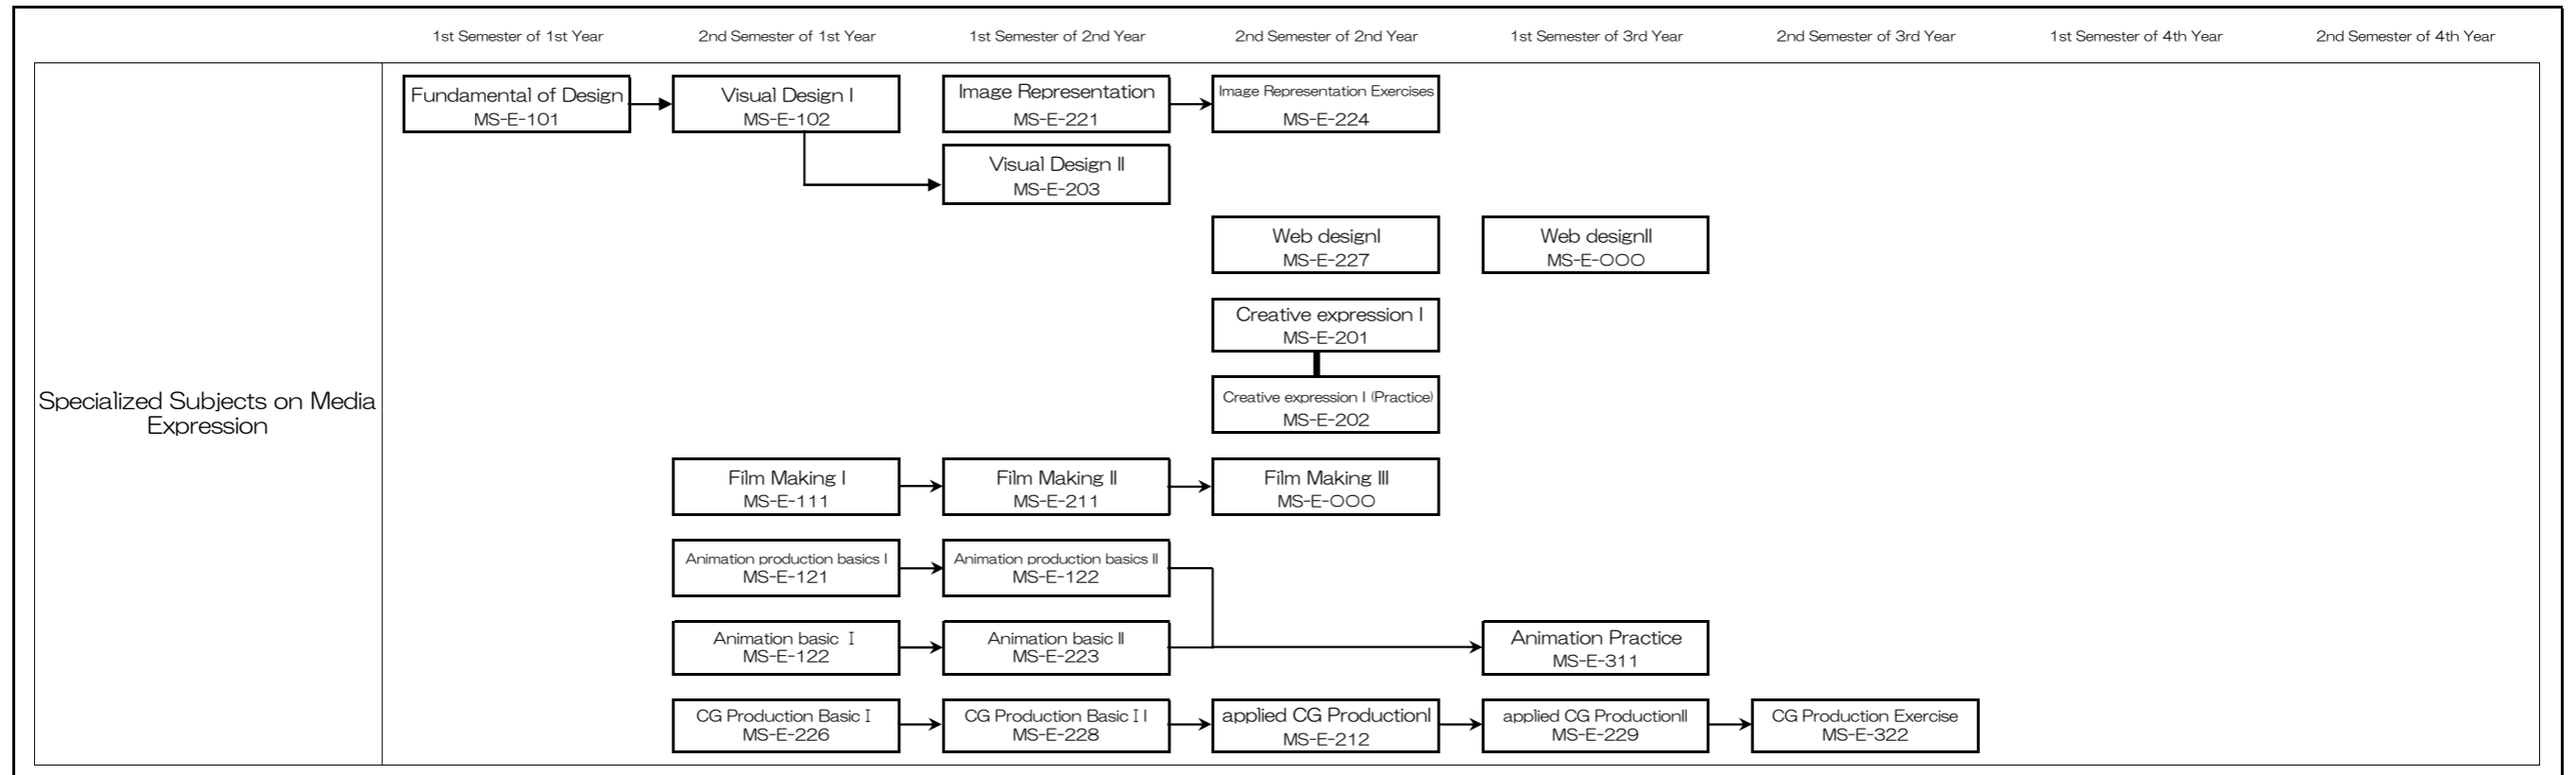 1st Semester of 1st Year
2nd Semester of 1st Year
1st Semester of 2nd Year
2nd Semester of 2nd Year
1st Semester of 3rd Year
2nd Semester of 3rd Year
1st Semester of 4th Year
2nd Semester of 4th Year
Specialized Subjects on Media
Expression
Fundamental of Design
MS-E-101
Visual Design I
MS-E-102
Image Representation
MS-E-221
Image Representation Exercises
MS-E-224
Visual Design II
MS-E-203
Web designI
MS-E-227
Web designII
MS-E-〇〇〇
Creative expression I
MS-E-201
Creative expression I (Practice)
MS-E-202
Film Making I
MS-E-111
Film Making II
MS-E-211
Film Making III
MS-E-〇〇〇
Animation production basics I
MS-E-121
Animation production basics II
MS-E-122
Animation basic Ⅰ
MS-E-122
Animation basic II
MS-E-223
Animation Practice
MS-E-311
CG Production Basic Ⅰ
MS-E-226
CG Production Basic Ⅰ I
MS-E-228
applied CG ProductionI
MS-E-212
applied CG ProductionII
MS-E-229
CG Production Exercise
MS-E-322